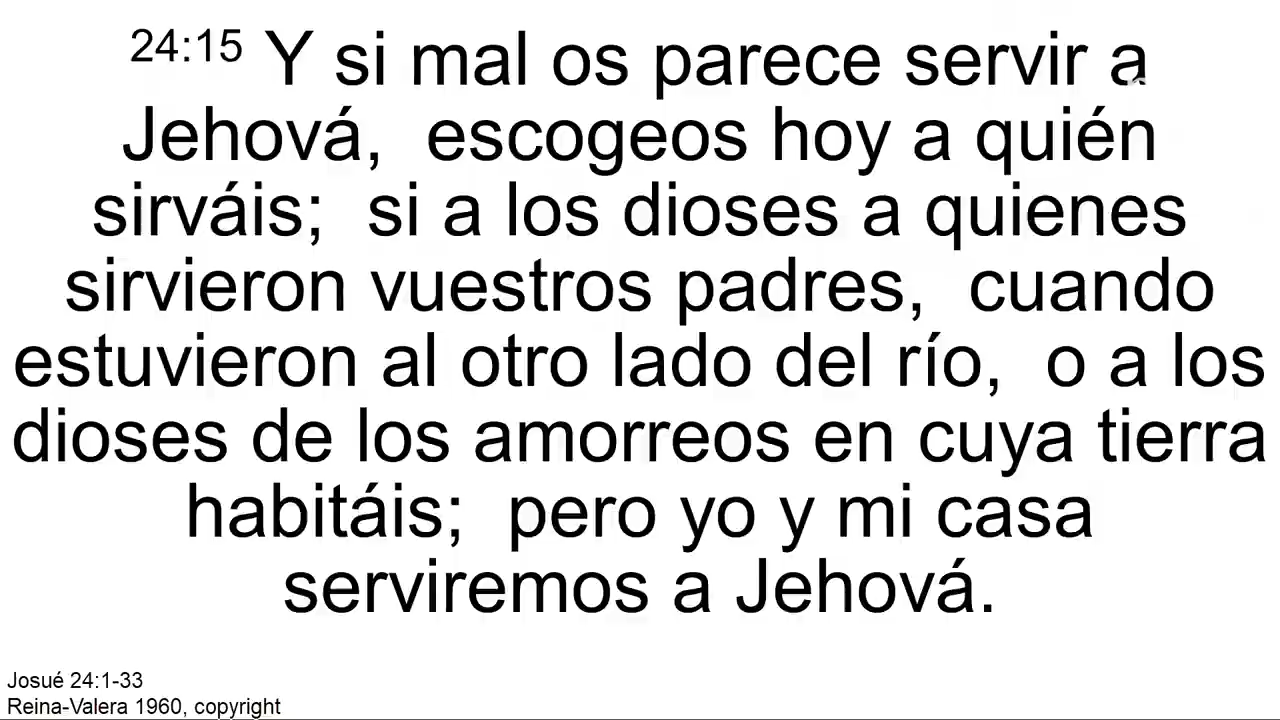 24:15 Y si mal os parece servir a
Jehová, escogeos hoy a quién
sirváis; si a los dioses a quienes
sirvieron vuestros padres, cuando
estuvieron al otro lado del río, o a los
dioses de los amorreos en cuya tierra
habitáis; pero yo y mi casa
serviremos a Jehová.
Josué 24:1-33
Reina-Valera 1960, copyright